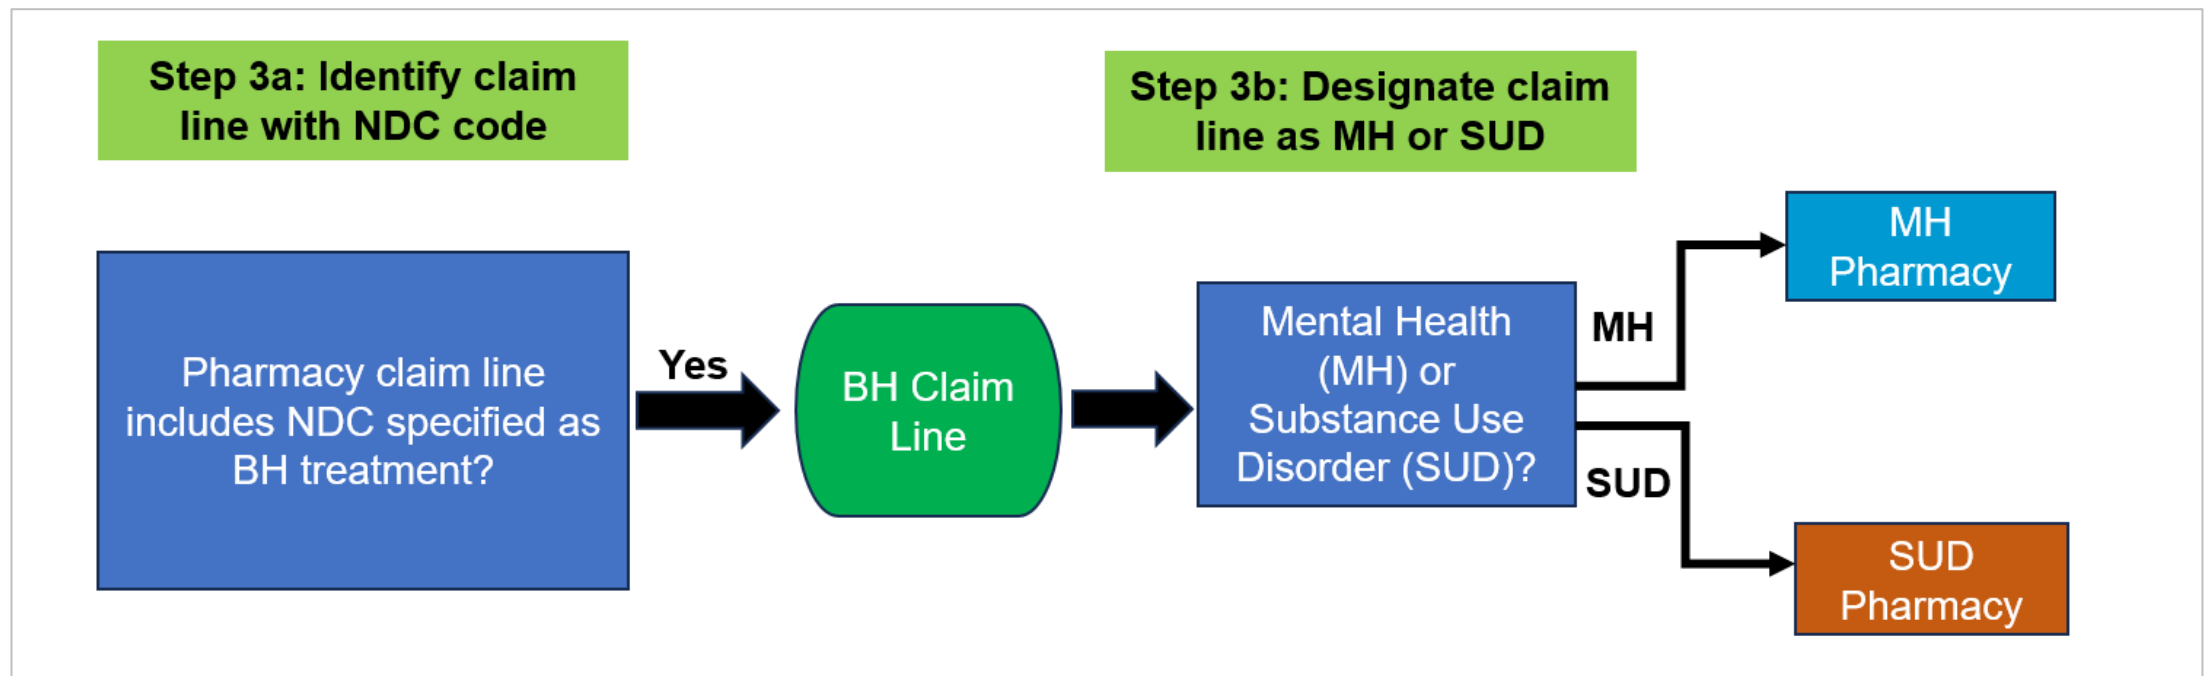 Step 3a: Identify claim
line with NDC code
Step 3b: Designate claim
line as MH or SUD
Pharmacy claim line
includes NDC specified as
BH treatment?
Yes
BH Claim
Line
Mental Health
(MH) or
Substance Use
Disorder (SUD)?
MH
MH
Pharmacy
SUD
SUD
Pharmacy